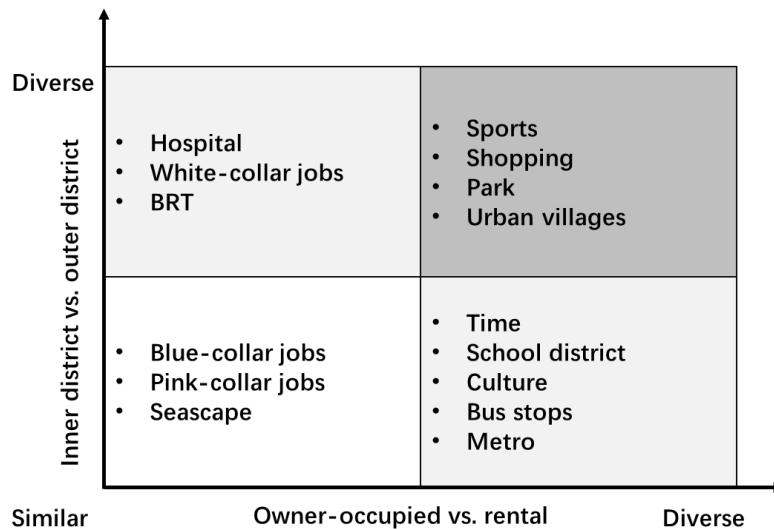 Diverse
Inner district vs. outer district
• Hospital
• White-collar jobs
• BRT
• Sports
• Shopping
• Park
• Urban villages
• Blue-collar jobs
• Pink-collar jobs
• Seascape
• Time
• School district
• Culture
• Bus stops
• Metro
Similar
Owner-occupied vs. rental
Diverse